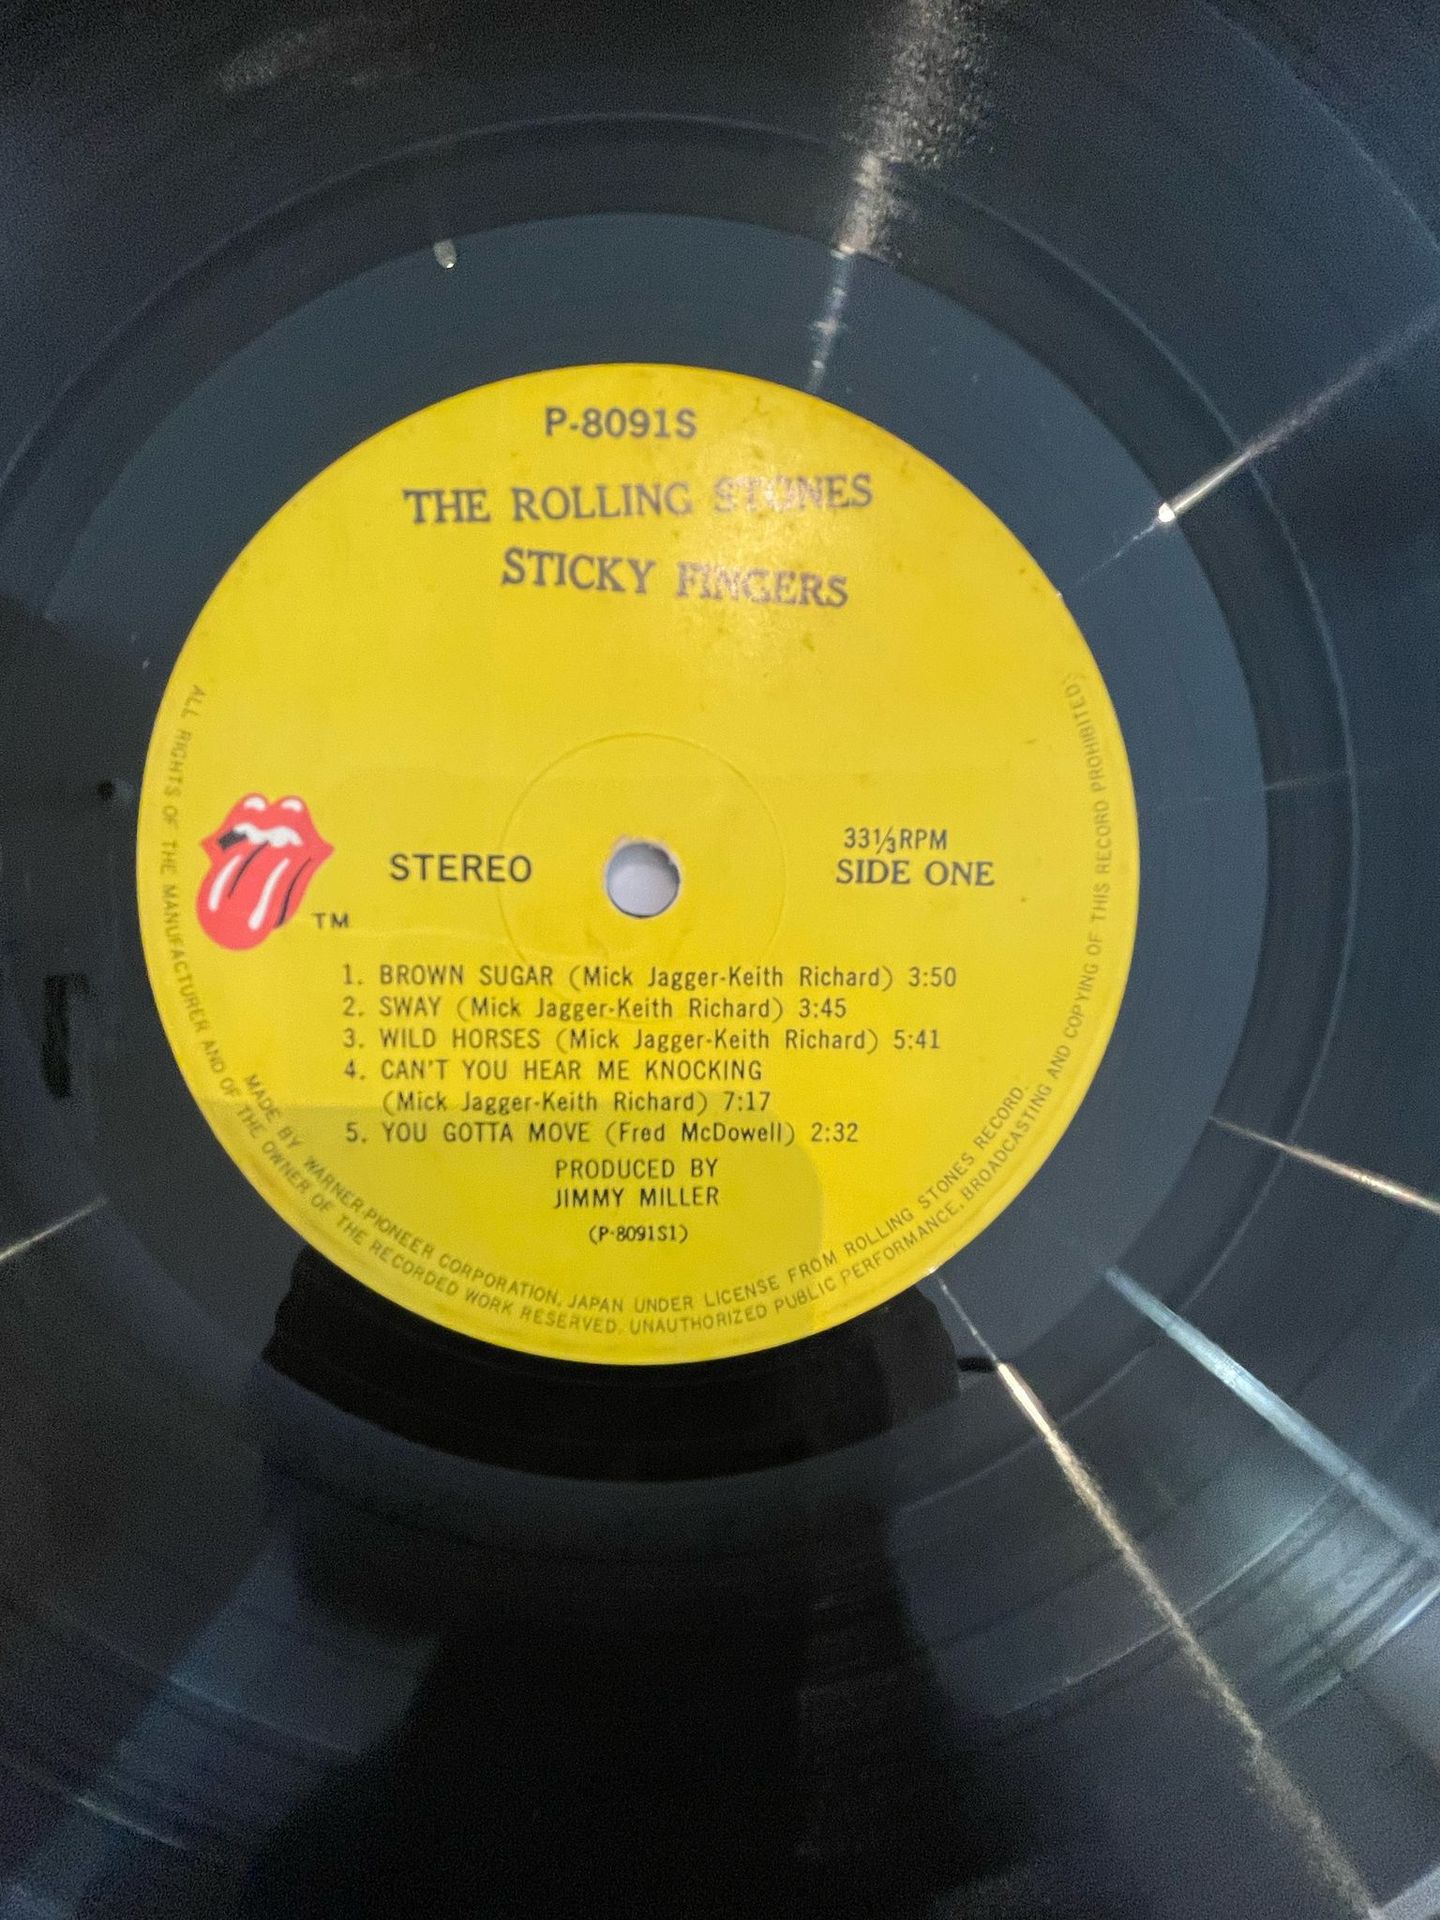 P-8091S
THE ROLLING STONES
STICKY FINGERS
33⅓RPM
STEREO
SIDE ONE
TM
1. BROWN SUGAR (Mick Jagger-Keith Richard) 3:50
2. SWAY (Mick Jagger-Keith Richard) 3:45
3. WILD HORSES (Mick Jagger-Keith Richard) 5:41
4. CAN'T YOU HEAR ME KNOCKING
(Mick Jagger-Keith Richard) 7:17
5. YOU GOTTA MOVE (Fred McDowell) 2:32
PRODUCED BY
JIMMY MILLER
(P-8091S1)
MADE BY WARNER-PIONEER CORPORATION, JAPAN UNDER LICENSE FROM ROLLING STONES RECORD.
ALL RIGHTS OF THE MANUFACTURER AND OF THE OWNER OF THE RECORDED WORK RESERVED. UNAUTHORIZED PUBLIC PERFORMANCE, BROADCASTING AND COPYING OF THIS RECORD PROHIBITED;